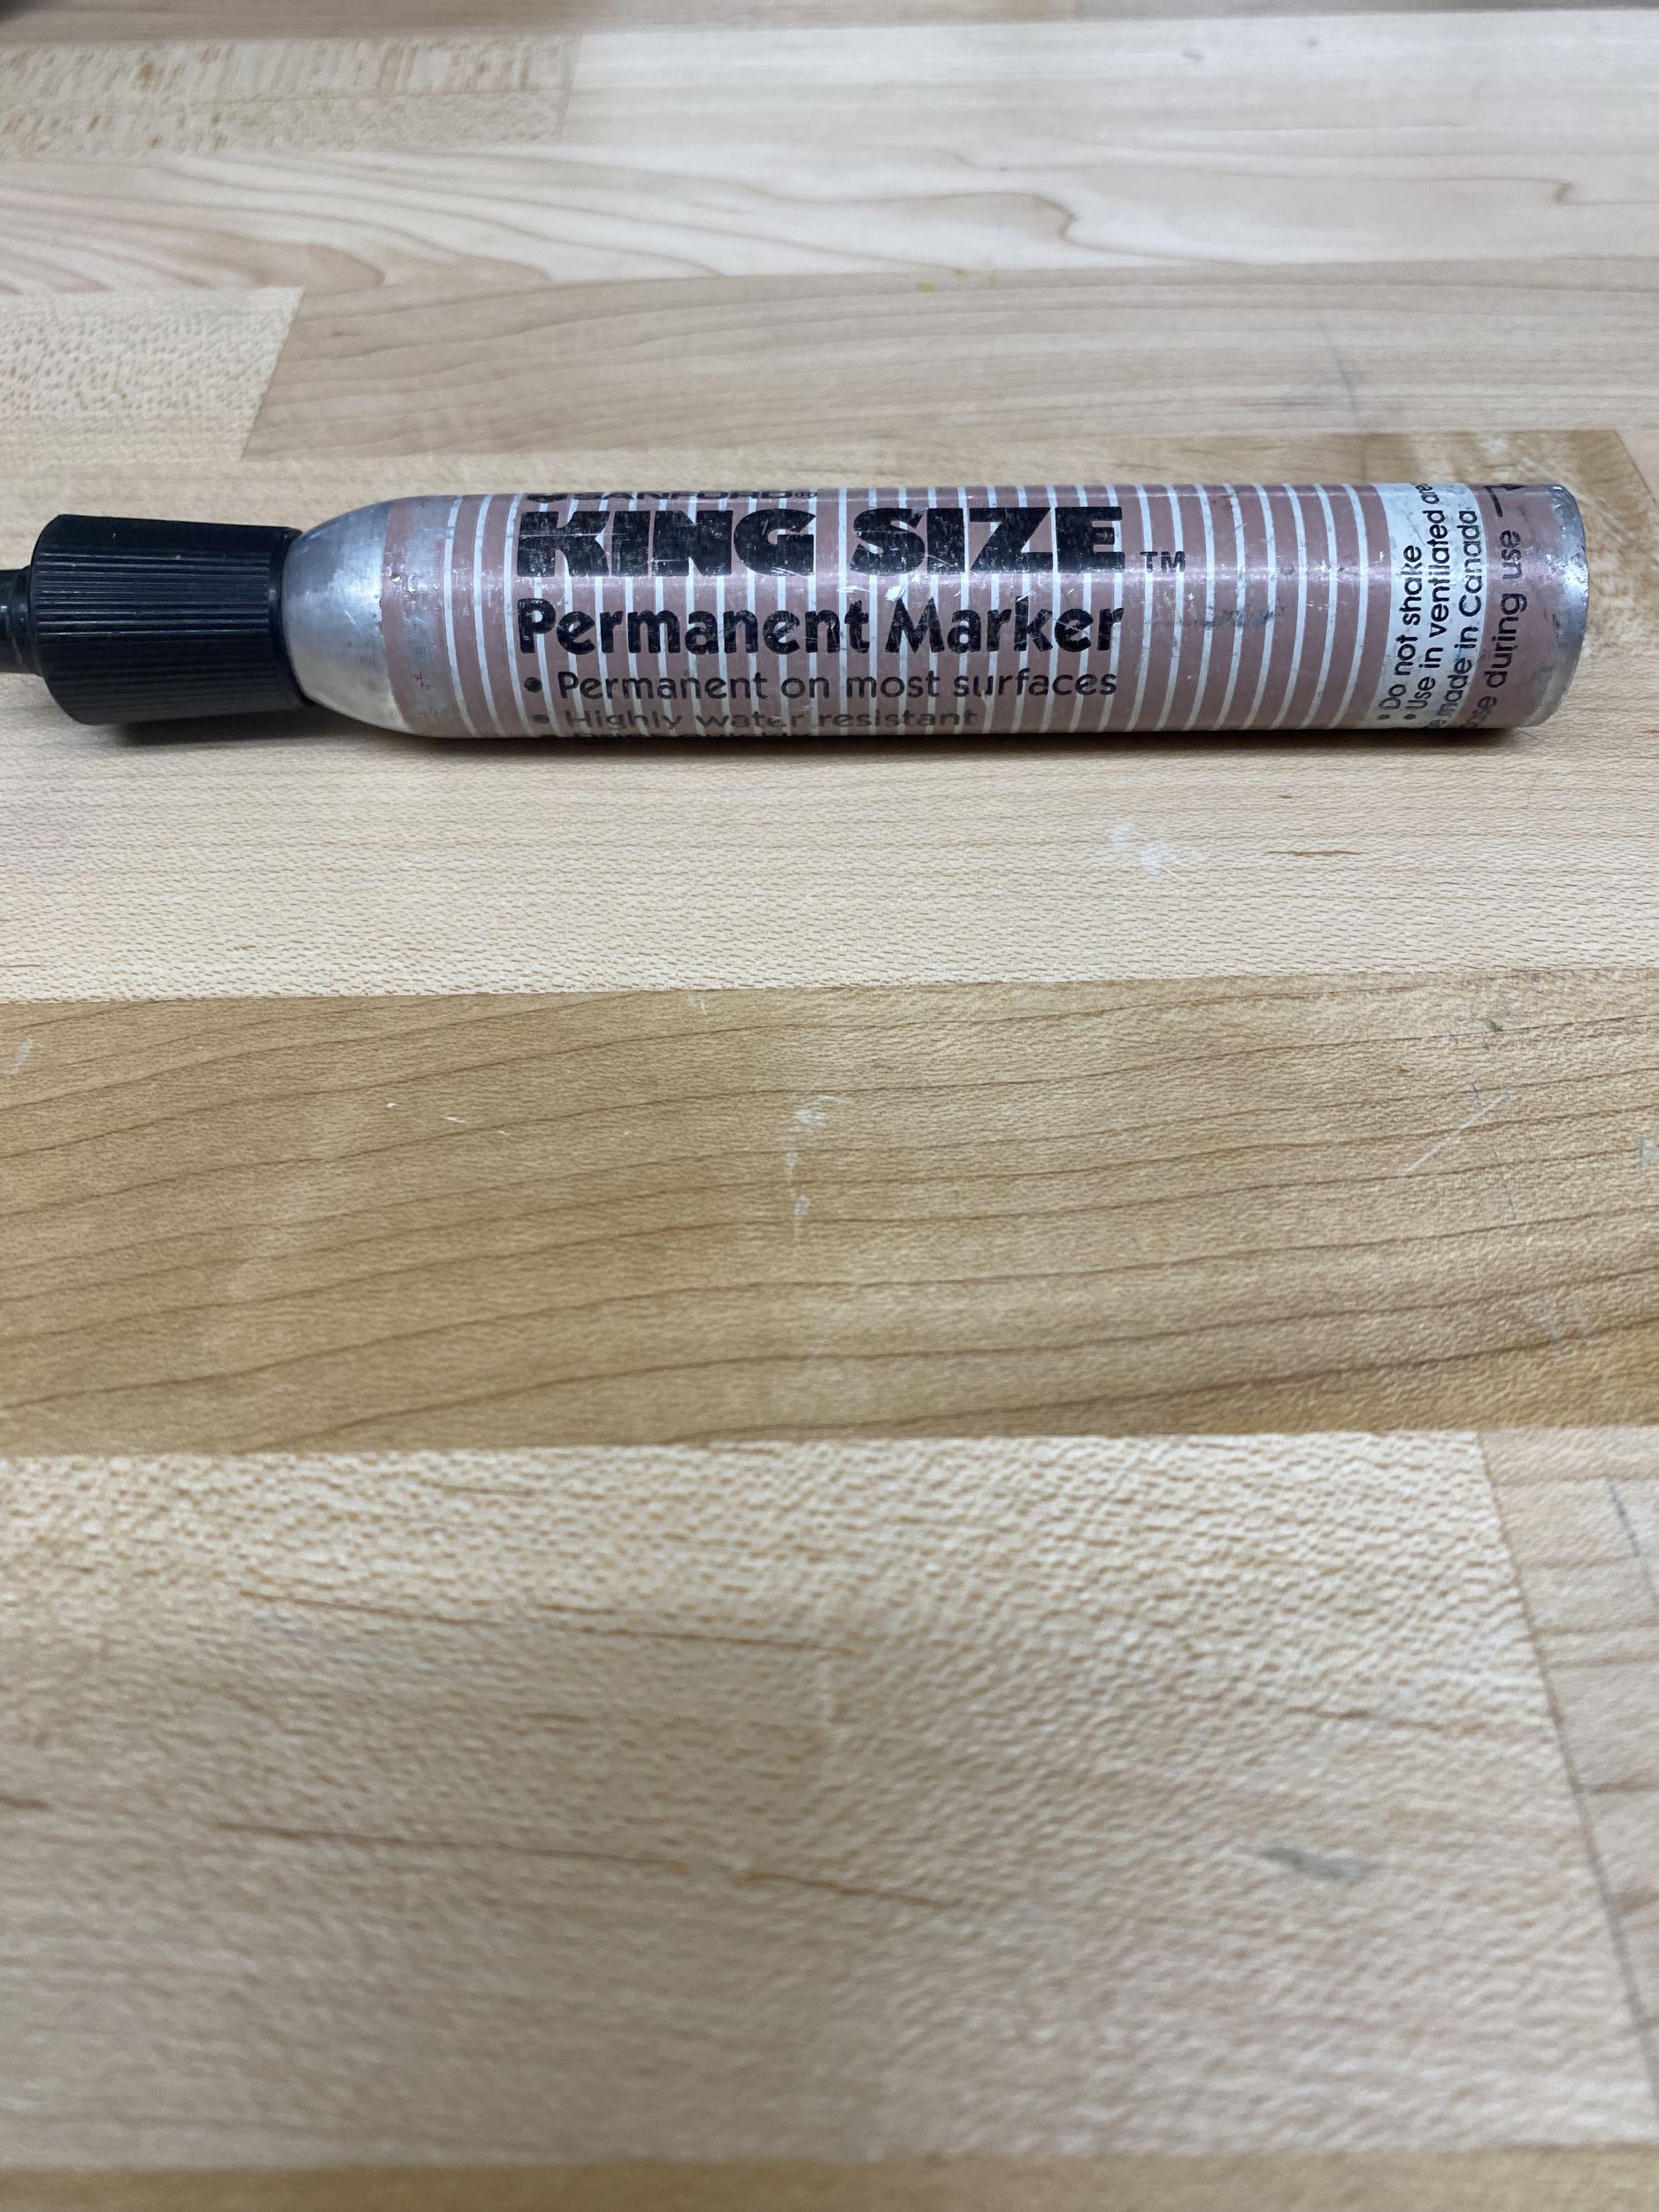 SANFORD®
KING SIZE™
Permanent Marker
• Permanent on most surfaces
• Highly water resistant
• Do not shake
• Use in ventilated
made in Canada
during use